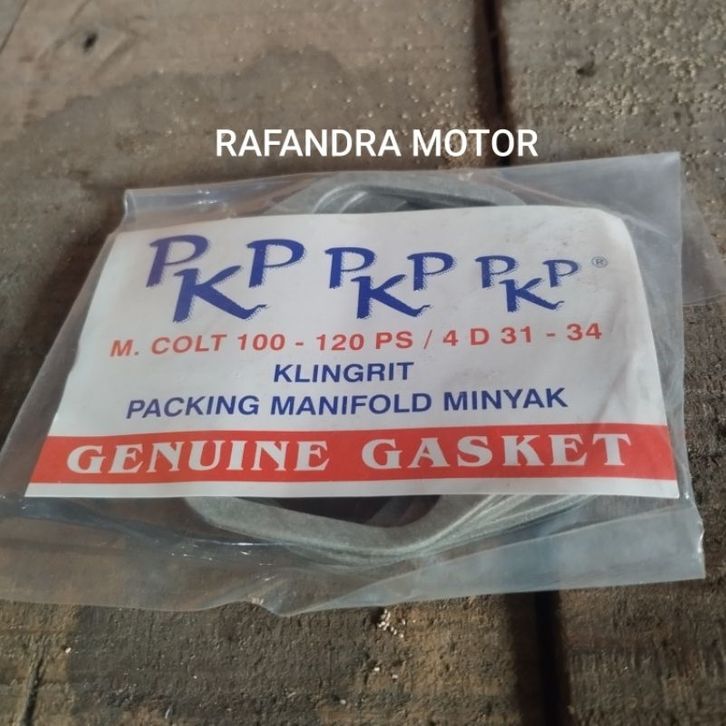 RAFANDRA MOTOR
PKP PKP PKP ®
M. COLT 100 - 120 PS / 4 D 31 - 34
KLINGRIT
PACKING MANIFOLD MINYAK
GENUINE GASKET